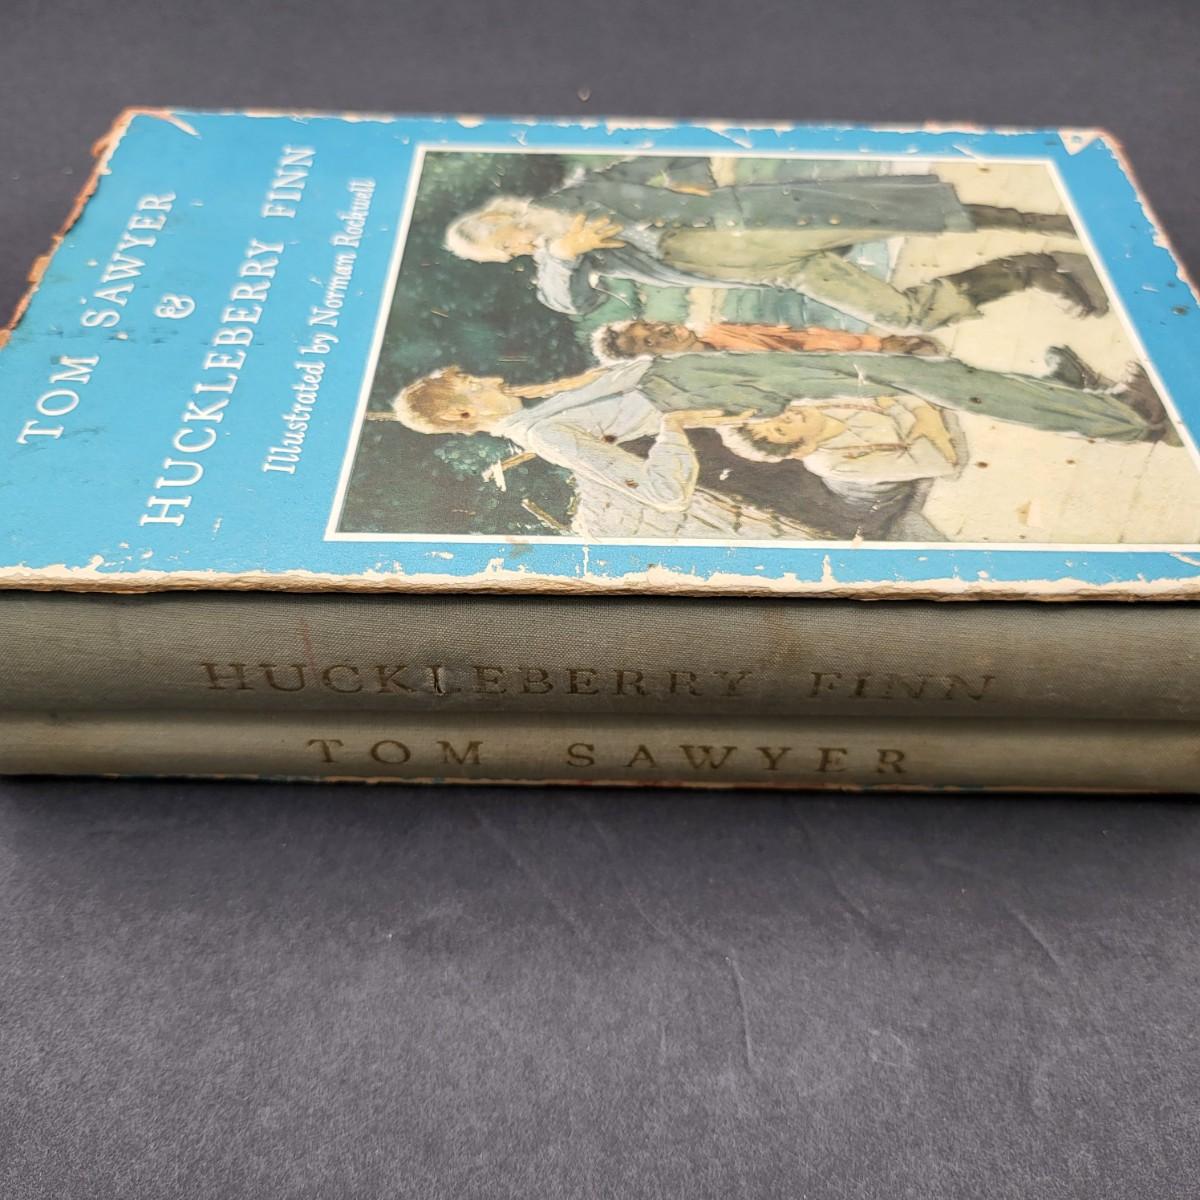 TOM SAWYER
&
HUCKLEBERRY FINN
Illustrated by Norman Rockwell
HUCKLEBERRY FINN
TOM SAWYER